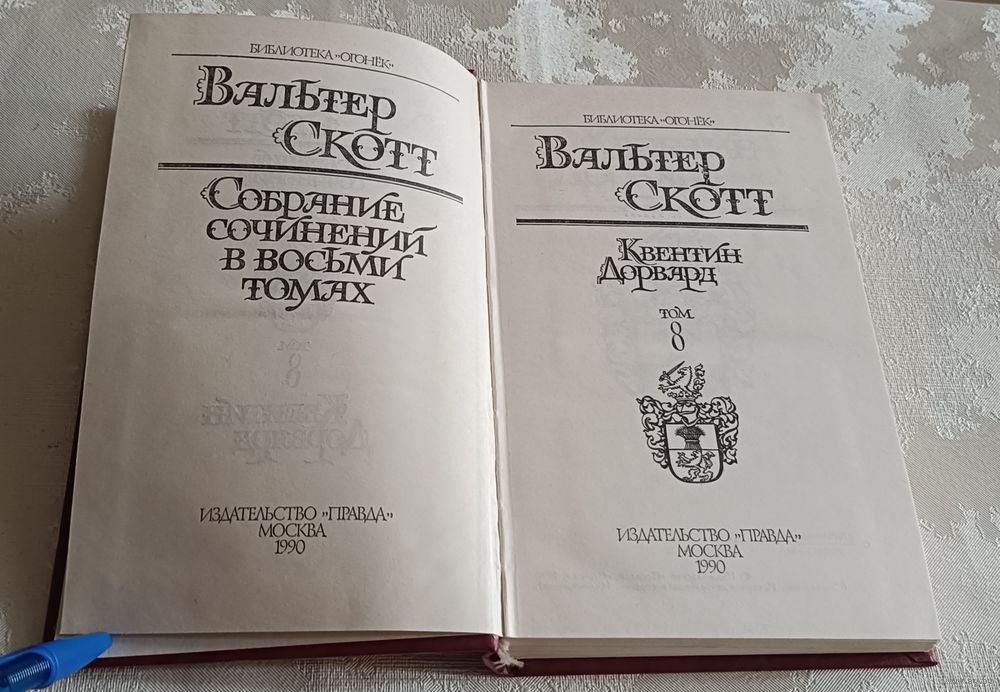 БИБЛИОТЕКА „ОГОНЁК"
ВАЛЬТЕР
СКОТТ
СОБРАНИЕ
СОЧИНЕНИЙ
В ВОСЬМИ
ТОМАХ
ИЗДАТЕЛЬСТВО „ПРАВДА"
МОСКВА
1990
БИБЛИОТЕКА „ОГОНЁК"
ВАЛЬТЕР
СКОТТ
КВЕНТИН
ДОРВАРД
ТОМ
8
ИЗДАТЕЛЬСТВО „ПРАВДА"
МОСКВА
1990